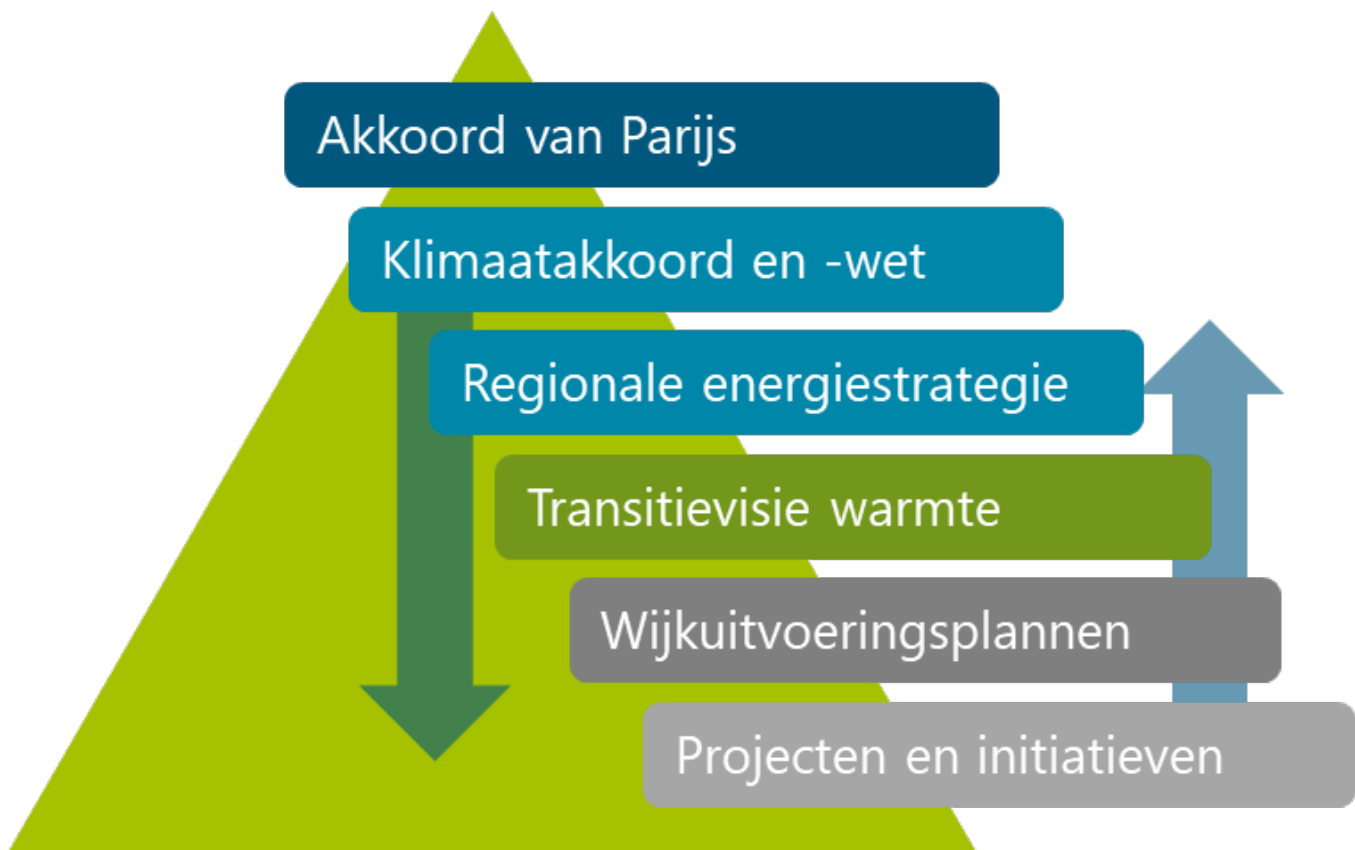 Akkoord van Parijs
Klimaatakkoord en -wet
Regionale energiestrategie
Transitievisie warmte
Wijkuitvoeringsplannen
Projecten en initiatieven